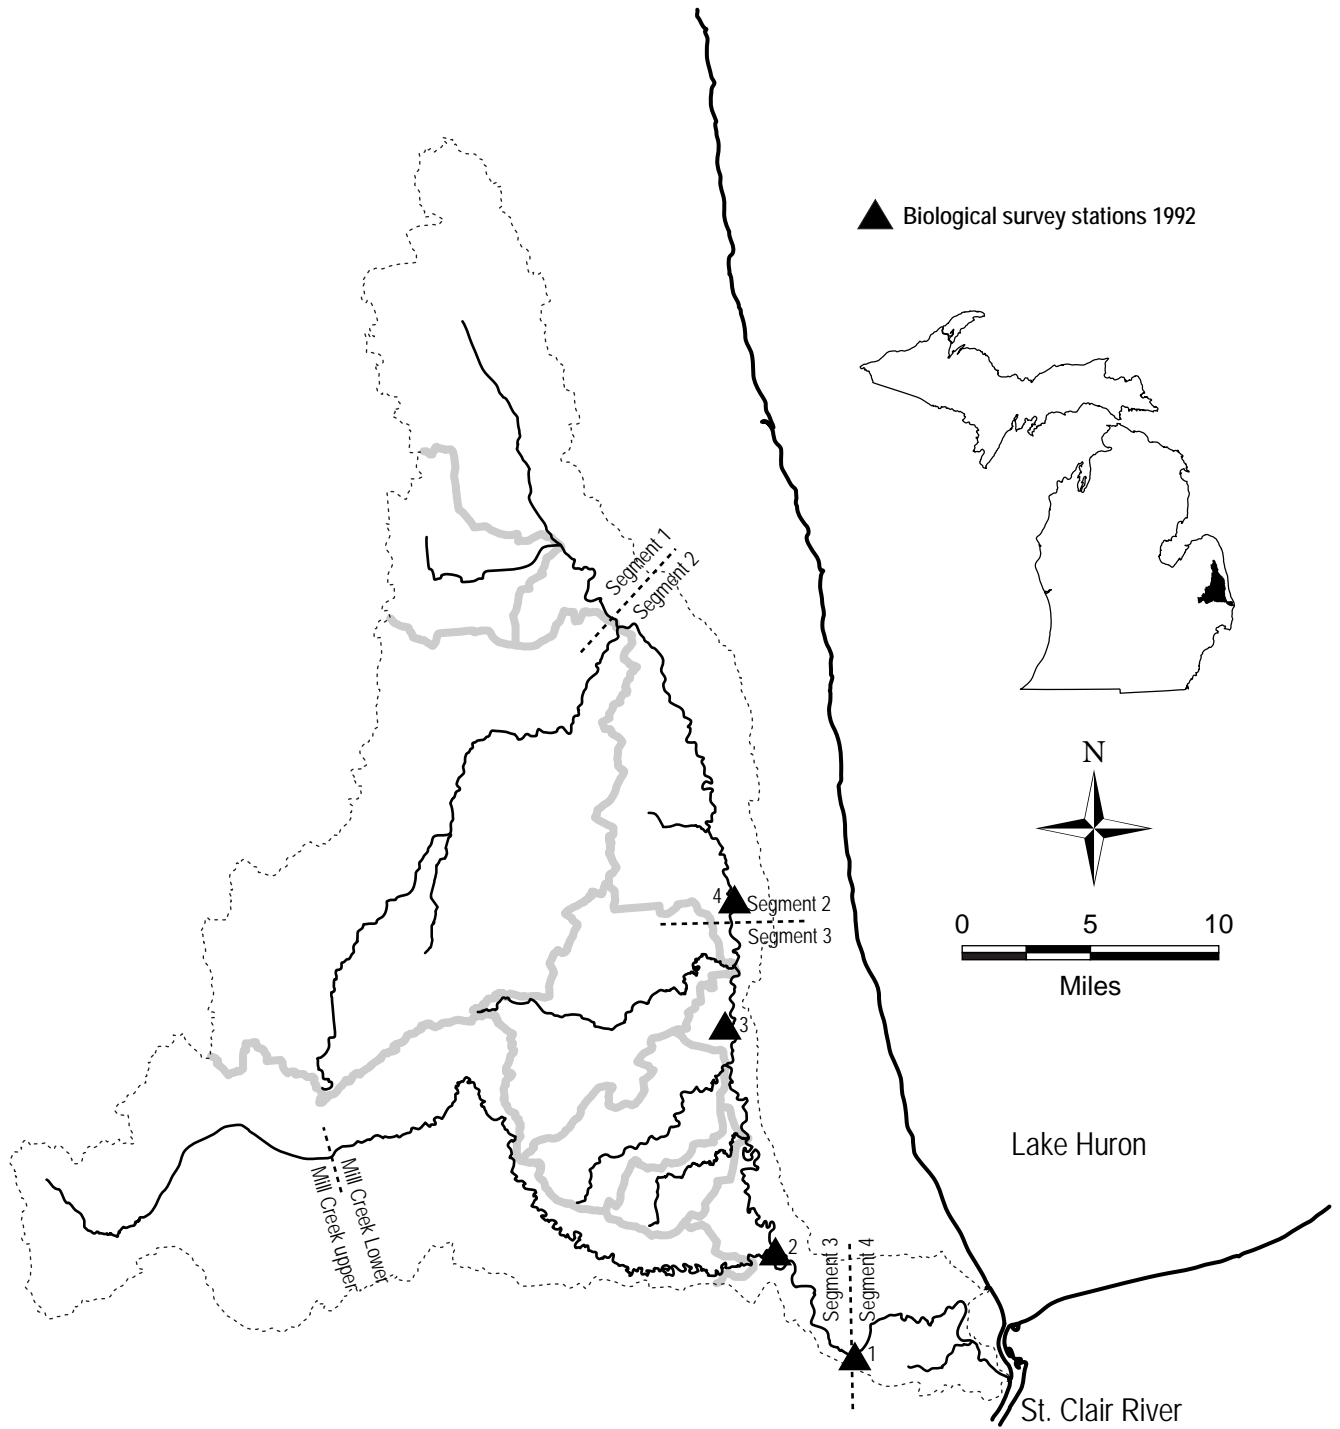 Biological survey stations 1992
Segment 1
Segment 2
N
4
Segment 2
Segment 3
0 5 10
Miles
3
Lake Huron
Mill Creek Lower
Mill Creek upper
2
Segment 3
Segment 4
1
St. Clair River